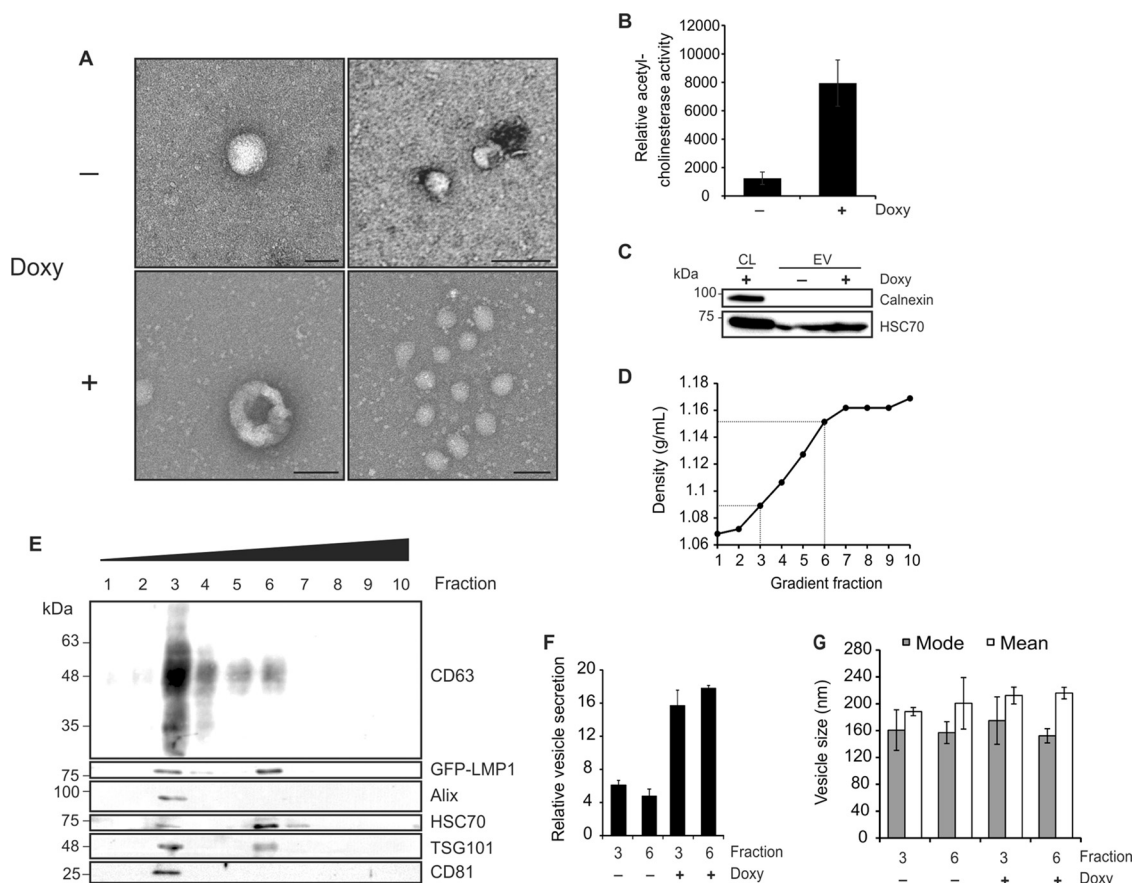 A
Doxy
–
+
B
Relative acetyl-
cholinesterase activity
12000
10000
8000
6000
4000
2000
0
– + Doxy
C
CL EV
kDa + – + Doxy
100 Calnexin
75 HSC70
D
Density (g/mL)
1.18
1.16
1.14
1.12
1.1
1.08
1.06
1 2 3 4 5 6 7 8 9 10
Gradient fraction
E
1 2 3 4 5 6 7 8 9 10 Fraction
kDa
63
48 CD63
35
75 GFP-LMP1
100 Alix
75 HSC70
48 TSG101
25 CD81
F
Relative vesicle secretion
20
16
12
8
4
0
3 6 3 6 Fraction
– – + + Doxy
G
Mode Mean
Vesicle size (nm)
280
240
200
160
120
80
40
0
3 6 3 6 Fraction
– – + + Doxy